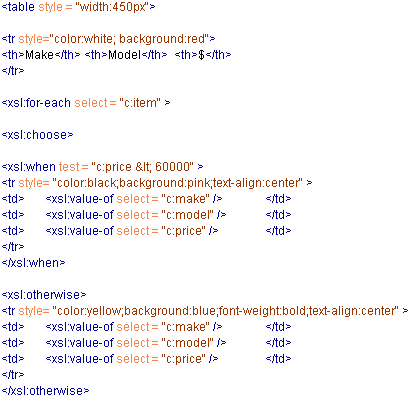 <table style = "width:450px">
<tr style="color:white; background:red">
<th>Make</th> <th>Model</th> <th>$</th>
</tr>
<xsl:for-each select = "c:item" >
<xsl:choose>
<xsl:when test = "c:price &lt; 60000" >
<tr style= "color:black;background:pink;text-align:center" >
<td> <xsl:value-of select = "c:make" /> </td>
<td> <xsl:value-of select = "c:model" /> </td>
<td> <xsl:value-of select = "c:price" /> </td>
</tr>
</xsl:when>
<xsl:otherwise>
<tr style= "color:yellow;background:blue;font-weight:bold;text-align:center" >
<td> <xsl:value-of select = "c:make" /> </td>
<td> <xsl:value-of select = "c:model" /> </td>
<td> <xsl:value-of select = "c:price" /> </td>
</tr>
</xsl:otherwise>